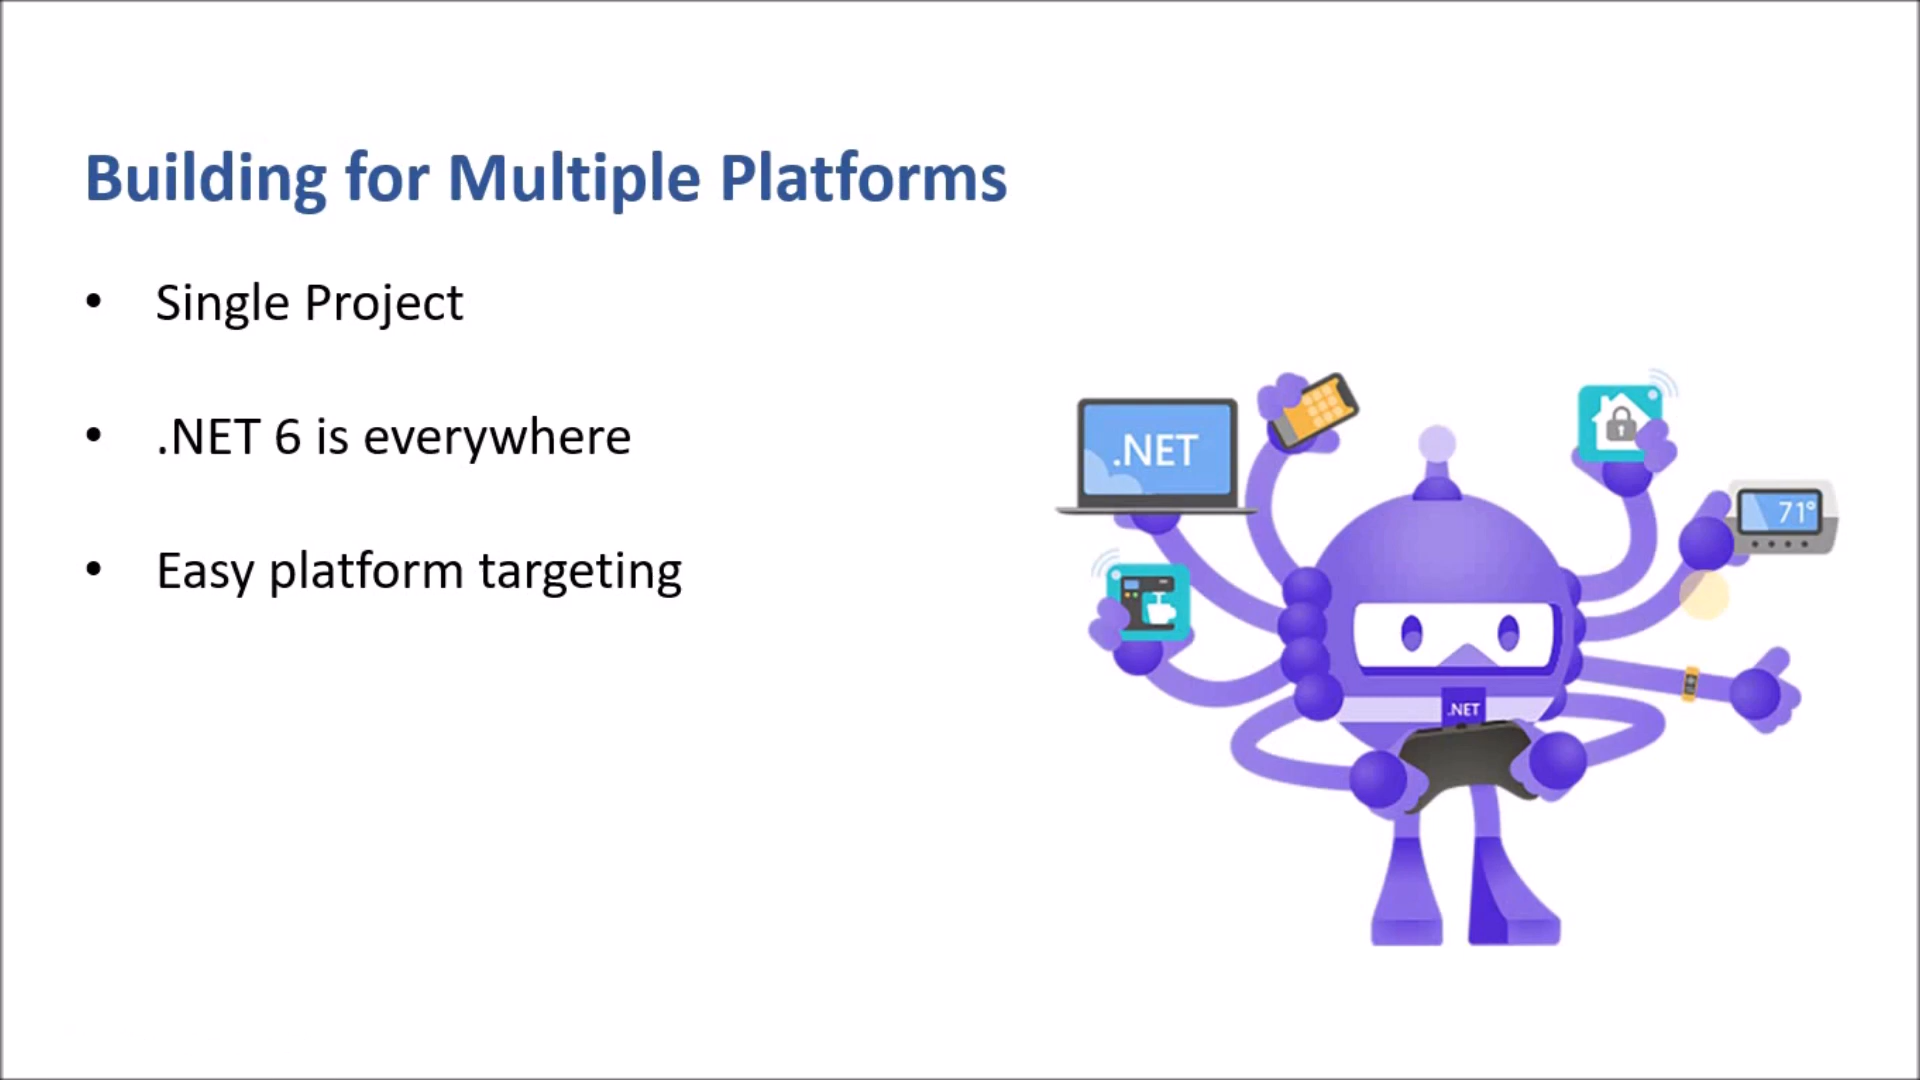 Building for Multiple Platforms
• Single Project
• .NET 6 is everywhere
• Easy platform targeting
.NET
71°
.NET